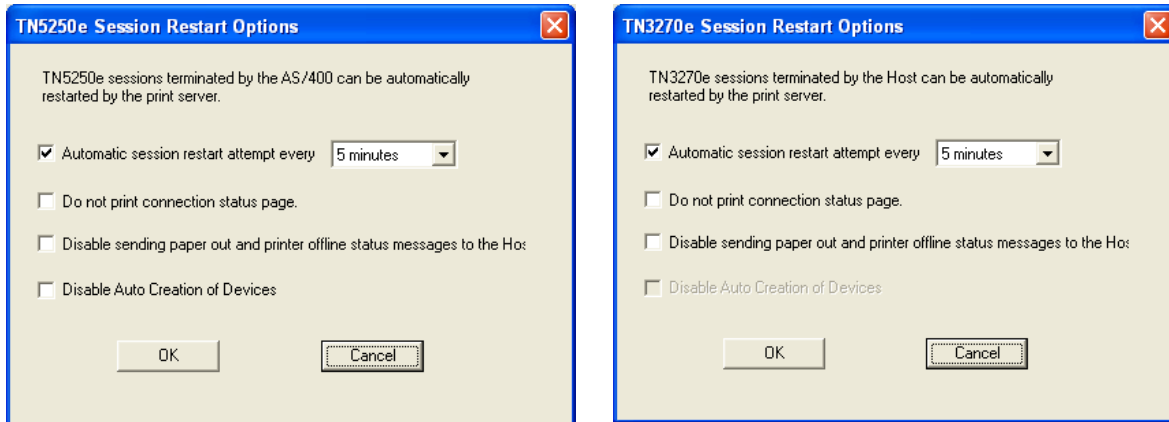 TN5250e Session Restart Options
TN5250e sessions terminated by the AS/400 can be automatically
restarted by the print server.
Automatic session restart attempt every 5 minutes
Do not print connection status page.
Disable sending paper out and printer offline status messages to the Hos
Disable Auto Creation of Devices
OK Cancel
TN3270e Session Restart Options
TN3270e sessions terminated by the Host can be automatically
restarted by the print server.
Automatic session restart attempt every 5 minutes
Do not print connection status page.
Disable sending paper out and printer offline status messages to the Hos
Disable Auto Creation of Devices
OK Cancel